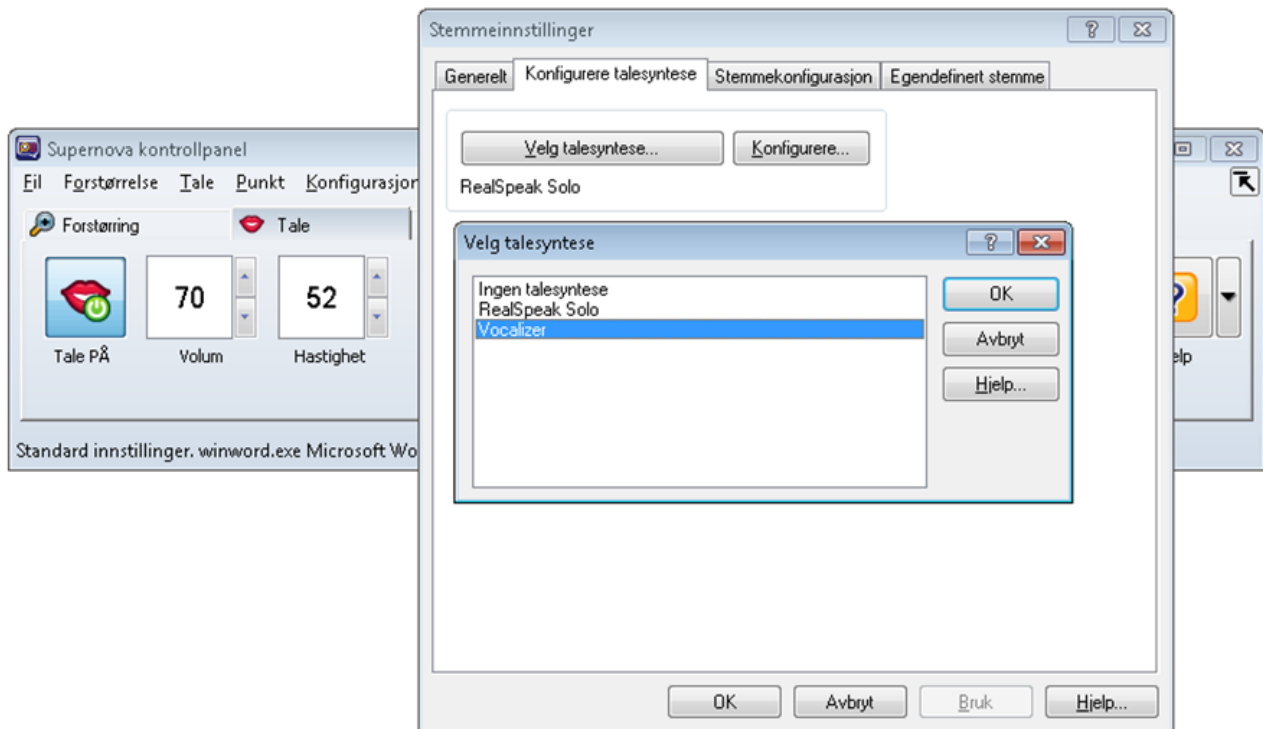 Stemmeinnstillinger
Generelt Konfigurere talesyntese Stemmekonfigurasjon Egendefinert stemme
Velg talesyntese... Konfigurere...
RealSpeak Solo
Supernova kontrollpanel
Fil Forstørrelse Tale Punkt Konfigurasjon
Forstørring Tale
70 52
Tale PÅ Volum Hastighet
Standard innstillinger. winword.exe Microsoft Wo
Velg talesyntese
Ingen talesyntese
RealSpeak Solo
Vocalizer
OK
Avbryt
Hjelp...
elp
OK Avbryt Bruk Hjelp...